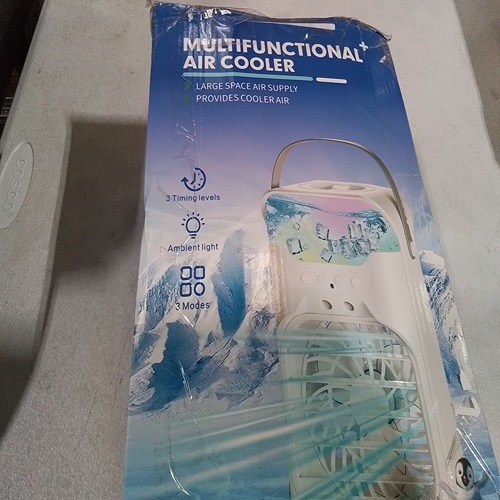 MULTIFUNCTIONAL+
AIR COOLER
LARGE SPACE AIR SUPPLY
PROVIDES COOLER AIR
3 Timing levels
Ambient light
3 Modes